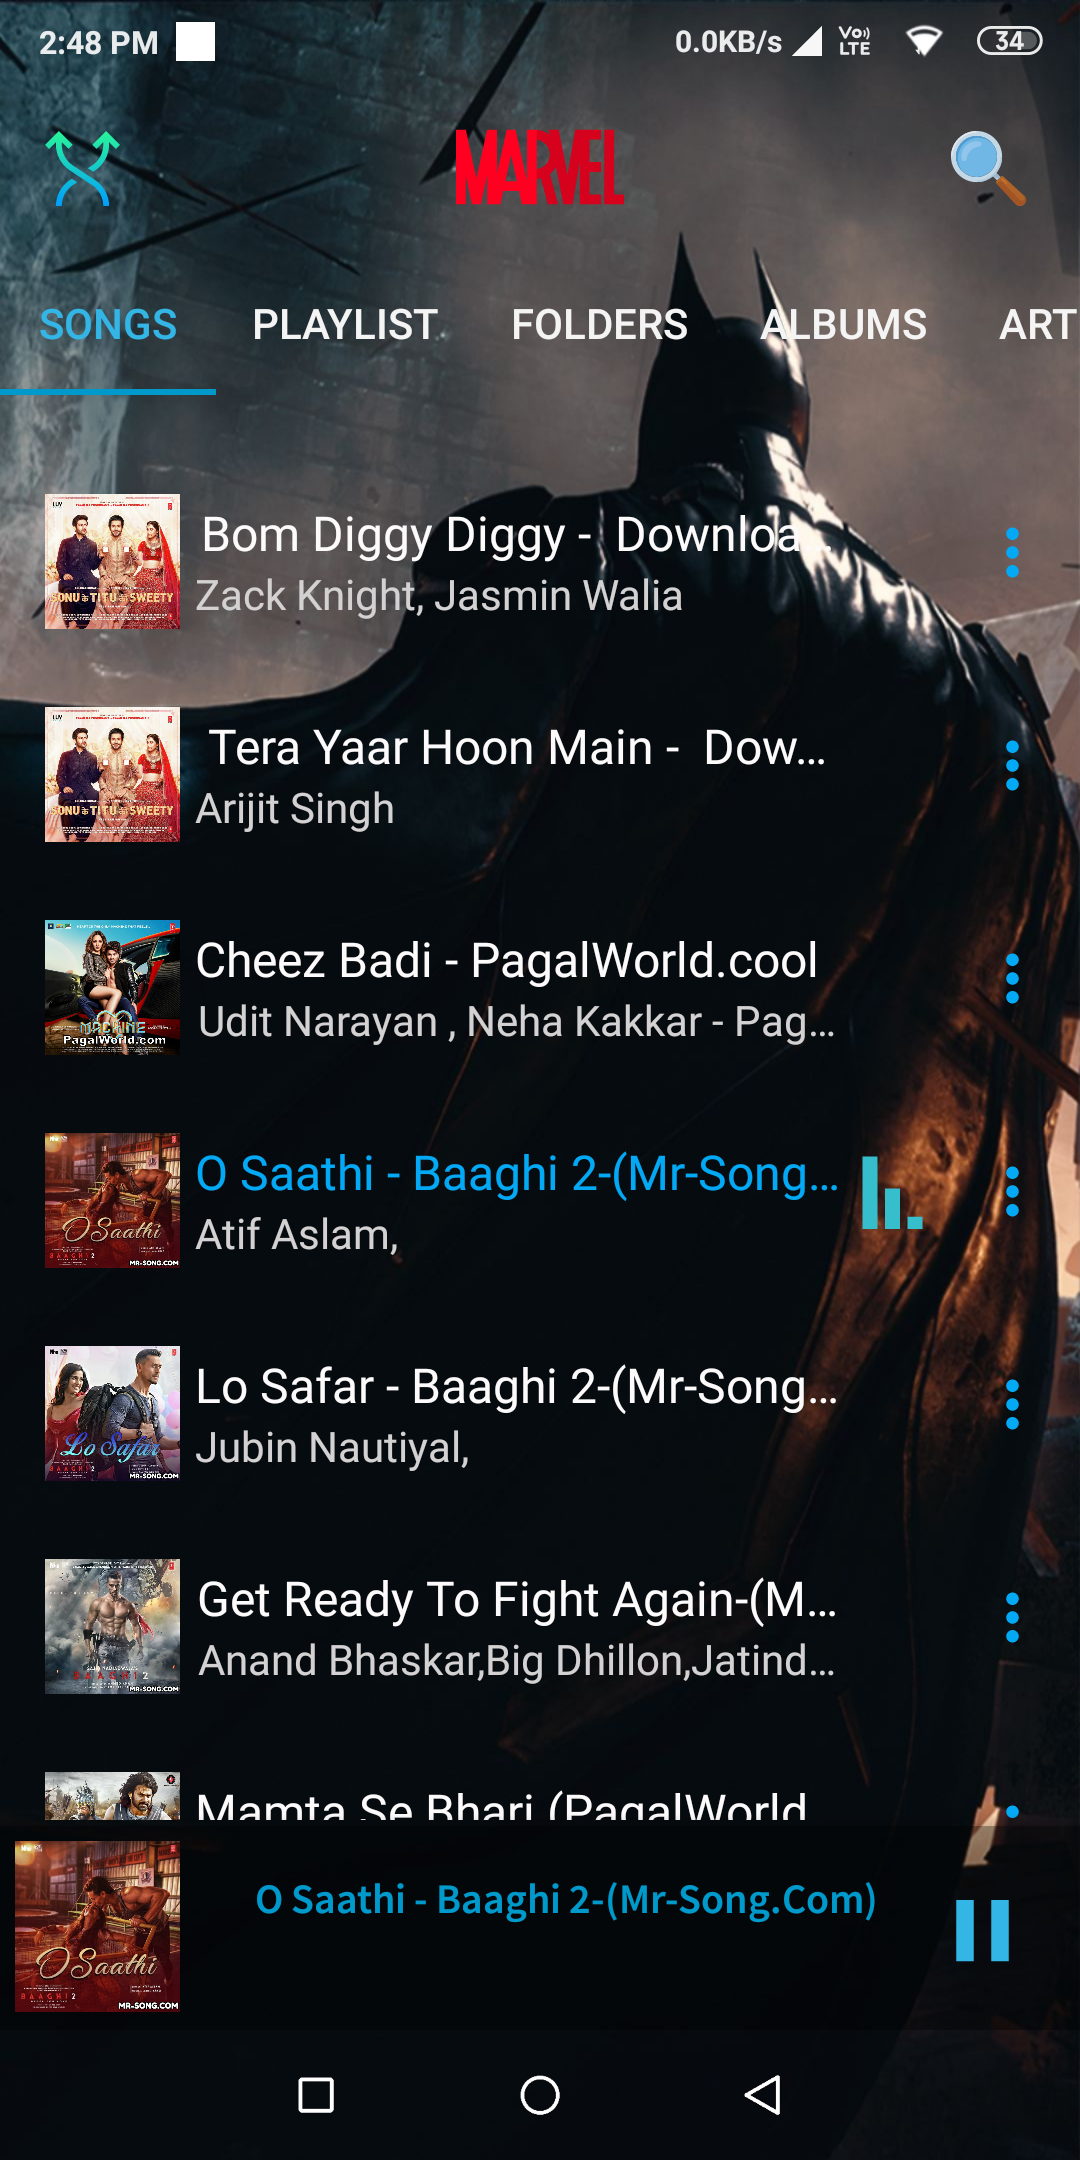 2:48 PM 0.0KB/s Vo LTE 34
MARVEL
SONGS PLAYLIST FOLDERS ALBUMS ART
Bom Diggy Diggy - Downloa...
Zack Knight, Jasmin Walia
SONU के TITU की SWEETY
Tera Yaar Hoon Main - Dow...
Arijit Singh
SONU के TITU की SWEETY
Cheez Badi - PagalWorld.cool
Udit Narayan , Neha Kakkar - Pag...
MACHINE
PagalWorld.com
O Saathi - Baaghi 2-(Mr-Song...
Atif Aslam,
O Saathi
BAAGHI 2
MR-SONG.COM
Lo Safar - Baaghi 2-(Mr-Song...
Jubin Nautiyal,
Lo Safar
BAAGHI 2
MR-SONG.COM
Get Ready To Fight Again-(M...
Anand Bhaskar,Big Dhillon,Jatind...
BAAGHI 2
MR-SONG.COM
Mamta Se Bhari (PagalWorld
O Saathi - Baaghi 2-(Mr-Song.Com)
O Saathi
BAAGHI 2
MR-SONG.COM